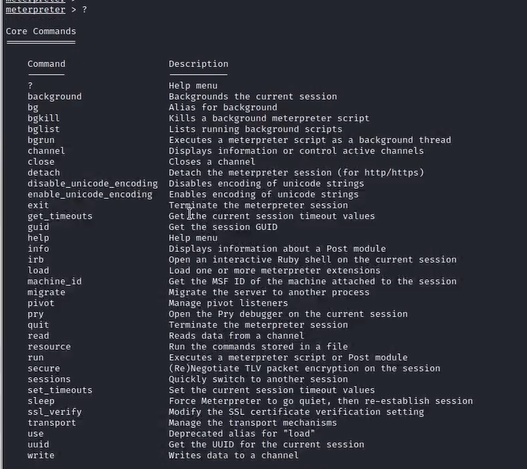 meterpreter > ?
Core Commands
=============
Command Description
------- -----------
? Help menu
background Backgrounds the current session
bg Alias for background
bgkill Kills a background meterpreter script
bglist Lists running background scripts
bgrun Executes a meterpreter script as a background thread
channel Displays information or control active channels
close Closes a channel
detach Detach the meterpreter session (for http/https)
disable_unicode_encoding Disables encoding of unicode strings
enable_unicode_encoding Enables encoding of unicode strings
exit Terminate the meterpreter session
get_timeouts Get the current session timeout values
guid Get the session GUID
help Help menu
info Displays information about a Post module
irb Open an interactive Ruby shell on the current session
load Load one or more meterpreter extensions
machine_id Get the MSF ID of the machine attached to the session
migrate Migrate the server to another process
pivot Manage pivot listeners
pry Open the Pry debugger on the current session
quit Terminate the meterpreter session
read Reads data from a channel
resource Run the commands stored in a file
run Executes a meterpreter script or Post module
secure (Re)Negotiate TLV packet encryption on the session
sessions Quickly switch to another session
set_timeouts Set the current session timeout values
sleep Force Meterpreter to go quiet, then re-establish session
ssl_verify Modify the SSL certificate verification setting
transport Manage the transport mechanisms
use Deprecated alias for "load"
uuid Get the UUID for the current session
write Writes data to a channel